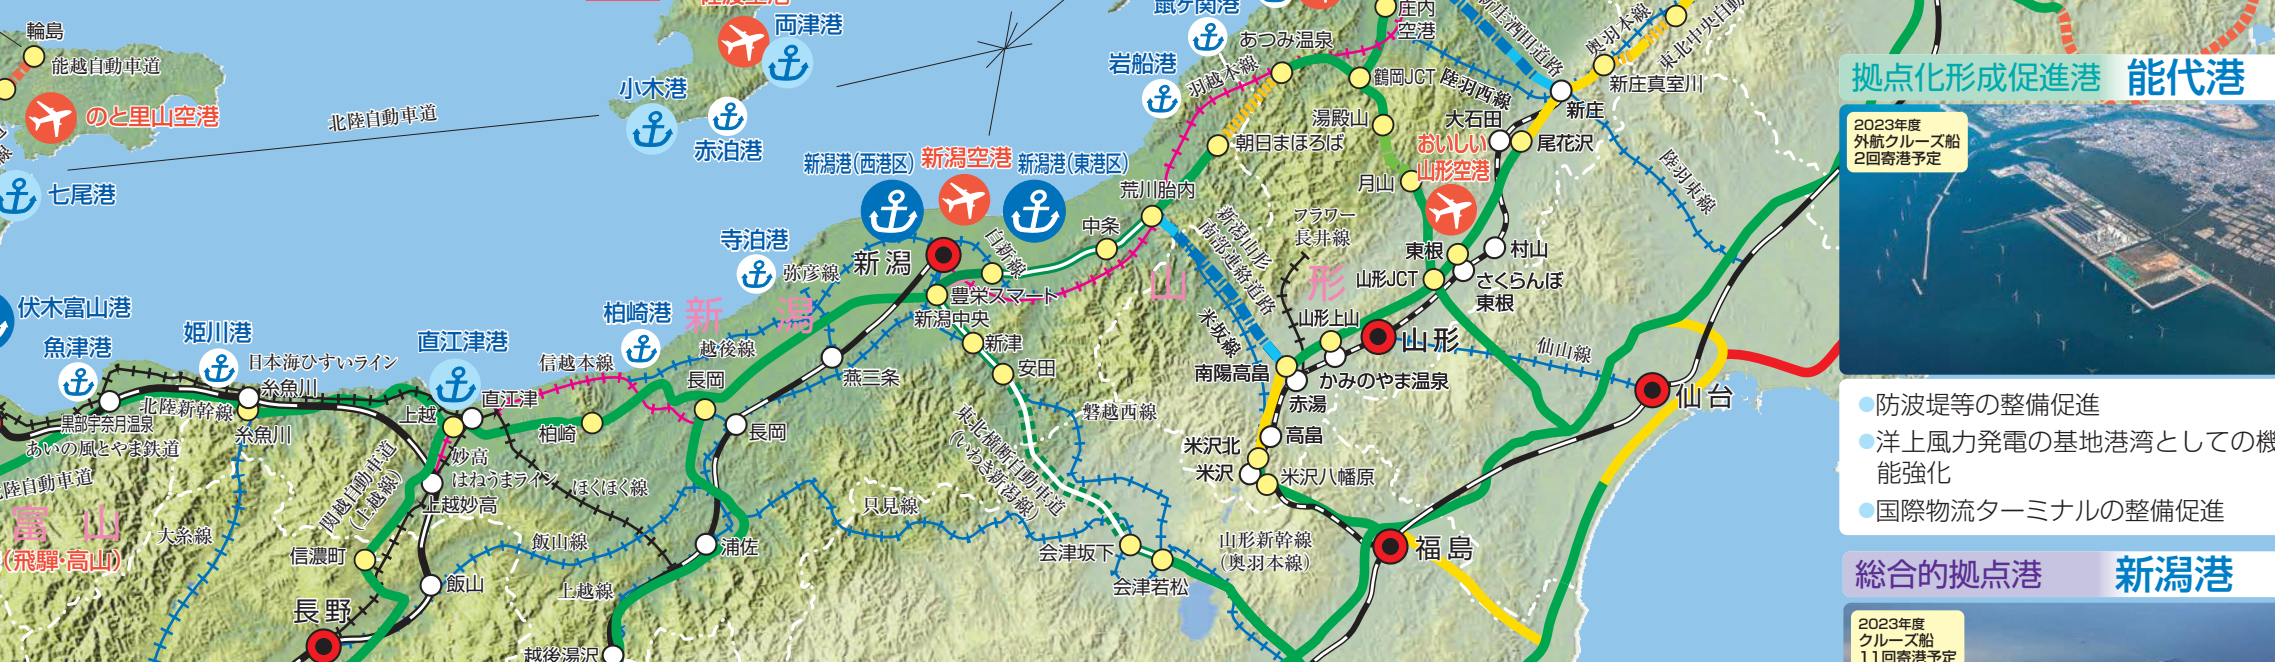 輪島
能越自動車道
のと里山空港
七尾港
北陸自動車道
両津港
小木港
赤泊港
岩船港
鼠ヶ関港
あつみ温泉
羽越本線
庄内
空港
鶴岡JCT
陸羽西線
新庄酒田道路
奥羽本線
東北中央自動
新庄真室川
新庄
湯殿山
大石田
尾花沢
朝日まほろば
おいしい
山形空港
月山
陸羽東線
新潟港(西港区)
新潟空港
新潟港(東港区)
荒川胎内
中条
白新線
寺泊港
弥彦線
新潟
豊栄スマート
新潟中央
新潟山形
南部連絡道路
フラワー
長井線
東根
村山
山形JCT
さくらんぼ
東根
山形
新潟
伏木富山港
魚津港
姫川港
直江津港
柏崎港
日本海ひすいライン
信越本線
越後線
新津
安田
燕三条
米坂線
山形上山
山形
仙山線
仙台
南陽高畠
かみのやま温泉
赤湯
糸魚川
直江津
長岡
黒部宇奈月温泉
北陸新幹線
糸魚川
上越
柏崎
長岡
あいの風とやま鉄道
東北横断自動車道
(いわき新潟線)
磐越西線
高畠
米沢北
米沢
米沢八幡原
陸自動車道
妙高
はねうまライン
ほくほく線
関越自動車道
(上越線)
上越妙高
富山
(飛騨・高山)
大糸線
信濃町
飯山線
浦佐
只見線
会津坂下
会津若松
山形新幹線
(奥羽本線)
福島
飯山
上越線
長野
越後湯沢
拠点化形成促進港 能代港
2023年度
外航クルーズ船
2回寄港予定
●防波堤等の整備促進
●洋上風力発電の基地港湾としての機
能強化
●国際物流ターミナルの整備促進
総合的拠点港 新潟港
2023年度
クルーズ船
11回寄港予定